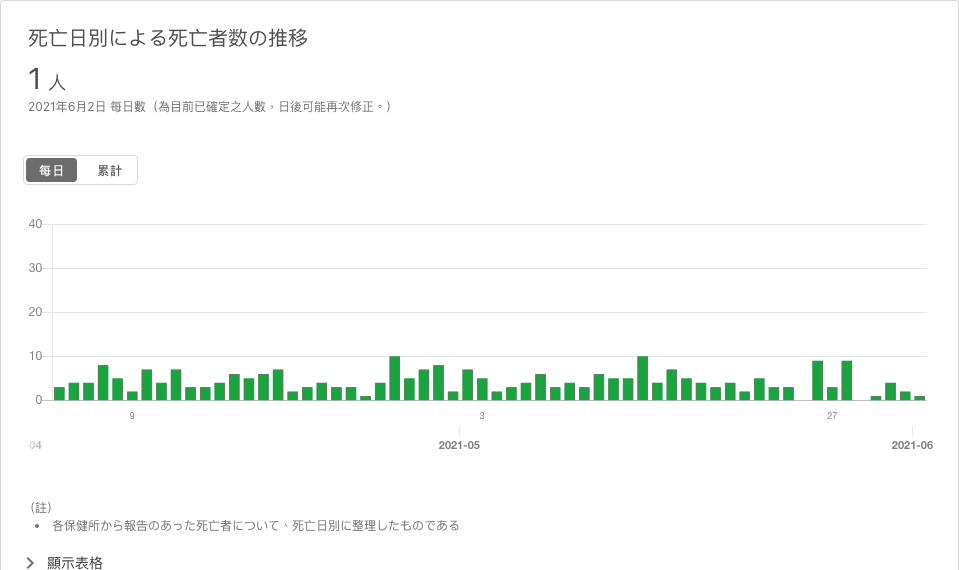 死亡日別による死亡者数の推移
1 人
2021年6月2日 每日數（為目前已確定之人數，日後可能再次修正。）
每日 累計
40
30
20
10
0
9 3 27
04 2021-05 2021-06
（註）
• 各保健所から報告のあった死亡者について、死亡日別に整理したものである
顯示表格